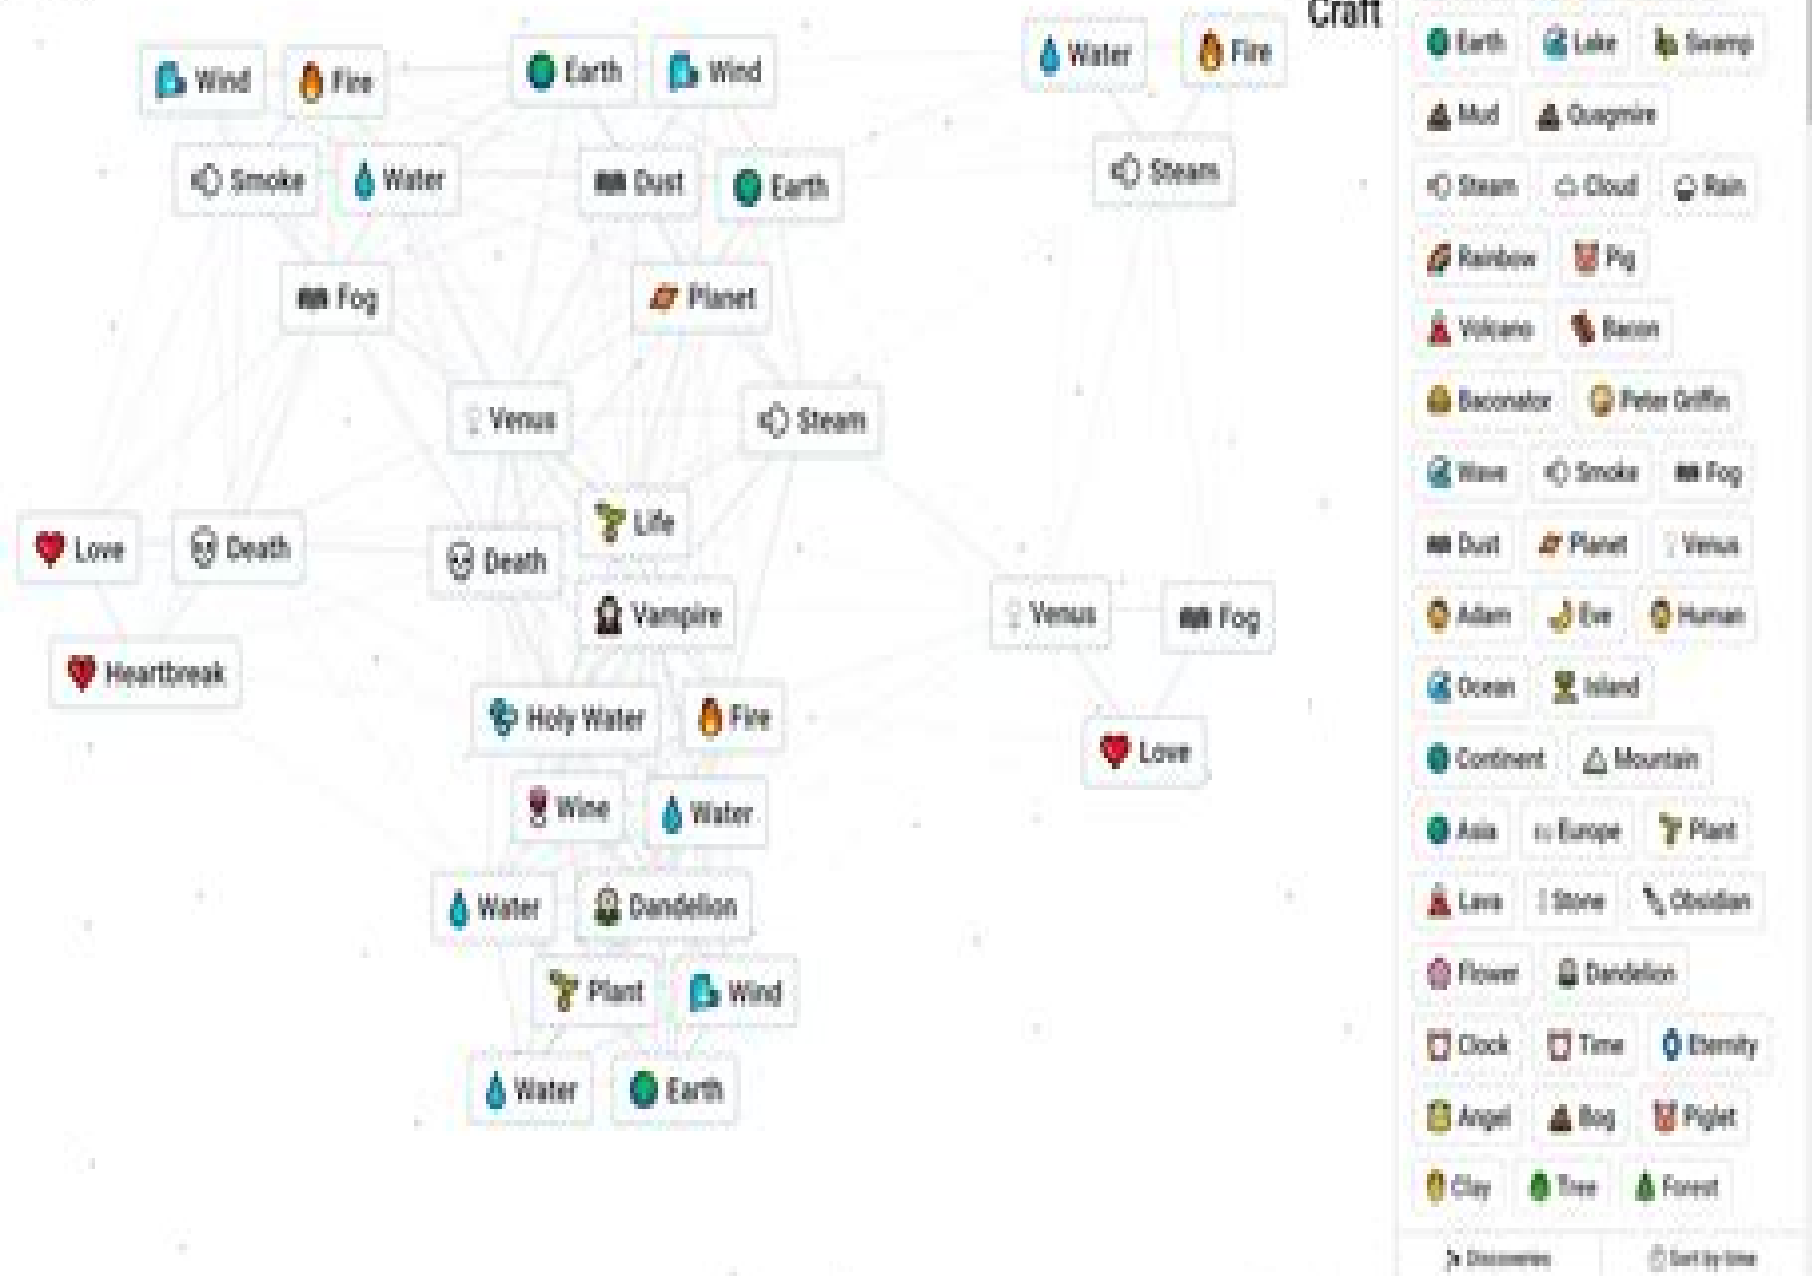 Craft
Wind Fire Earth Wind Water Fire
Smoke Water Dust Earth Steam
Fog Planet
Venus Steam
Love Death Death Life
Vampire Venus Fog
Heartbreak Holy Water Fire
Love
Wine Water
Water Dandelion
Plant Wind
Water Earth
Earth Lake Swamp
Mud Quagmire
Steam Cloud Rain
Rainbow Pig
Volcano Bacon
Baconator Peter Griffin
Wave Smoke Fog
Dust Planet Venus
Adam Eve Human
Ocean Island
Continent Mountain
Asia Europe Plant
Lava Stone Obsidian
Flower Dandelion
Clock Time Eternity
Angel Bog Piglet
Clay Tree Forest
Discoveries Sort by time